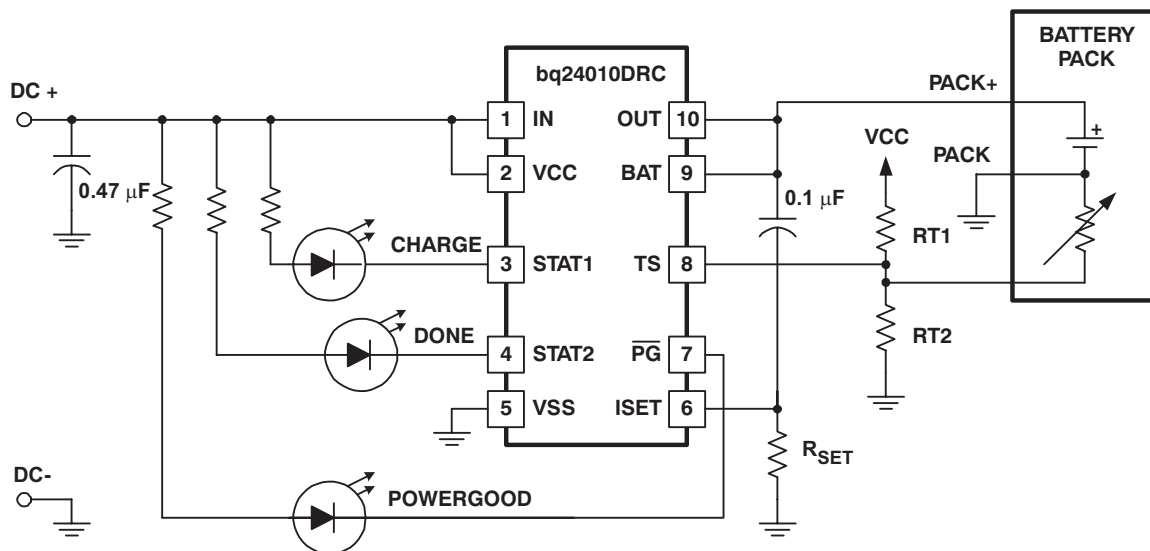 BATTERY
PACK
bq24010DRC
DC +
PACK+
1 IN
OUT 10
VCC
PACK
+
2 VCC
BAT 9
0.47 μF
0.1 μF
RT1
CHARGE
3 STAT1
TS 8
DONE
RT2
4 STAT2
PG 7
5 VSS
ISET 6
RSET
DC-
POWERGOOD